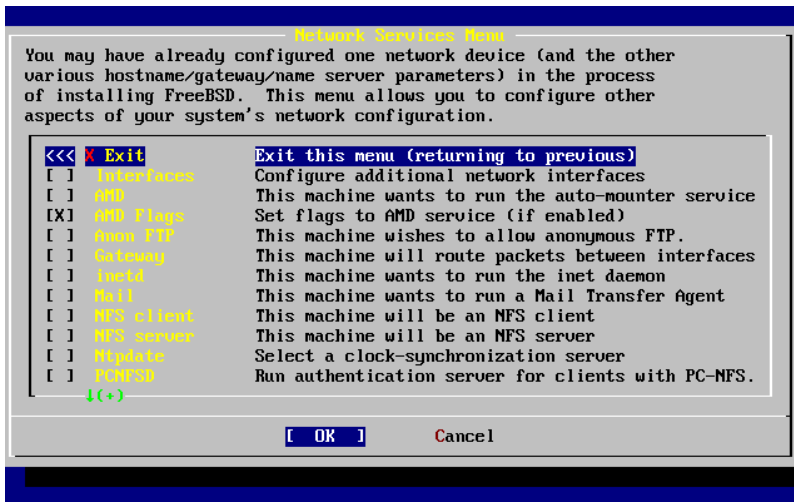 Network Services Menu
You may have already configured one network device (and the other
various hostname/gateway/name server parameters) in the process
of installing FreeBSD.  This menu allows you to configure other
aspects of your system's network configuration.
<<< X Exit Exit this menu (returning to previous)
[ ] Interfaces Configure additional network interfaces
[ ] AMD This machine wants to run the auto-mounter service
[X] AMD Flags Set flags to AMD service (if enabled)
[ ] Anon FTP This machine wishes to allow anonymous FTP.
[ ] Gateway This machine will route packets between interfaces
[ ] inetd This machine wants to run the inet daemon
[ ] Mail This machine wants to run a Mail Transfer Agent
[ ] NFS client This machine will be an NFS client
[ ] NFS server This machine will be an NFS server
[ ] Ntpdate Select a clock-synchronization server
[ ] PCNFSD Run authentication server for clients with PC-NFS.
↓(+)
[ OK ] Cancel